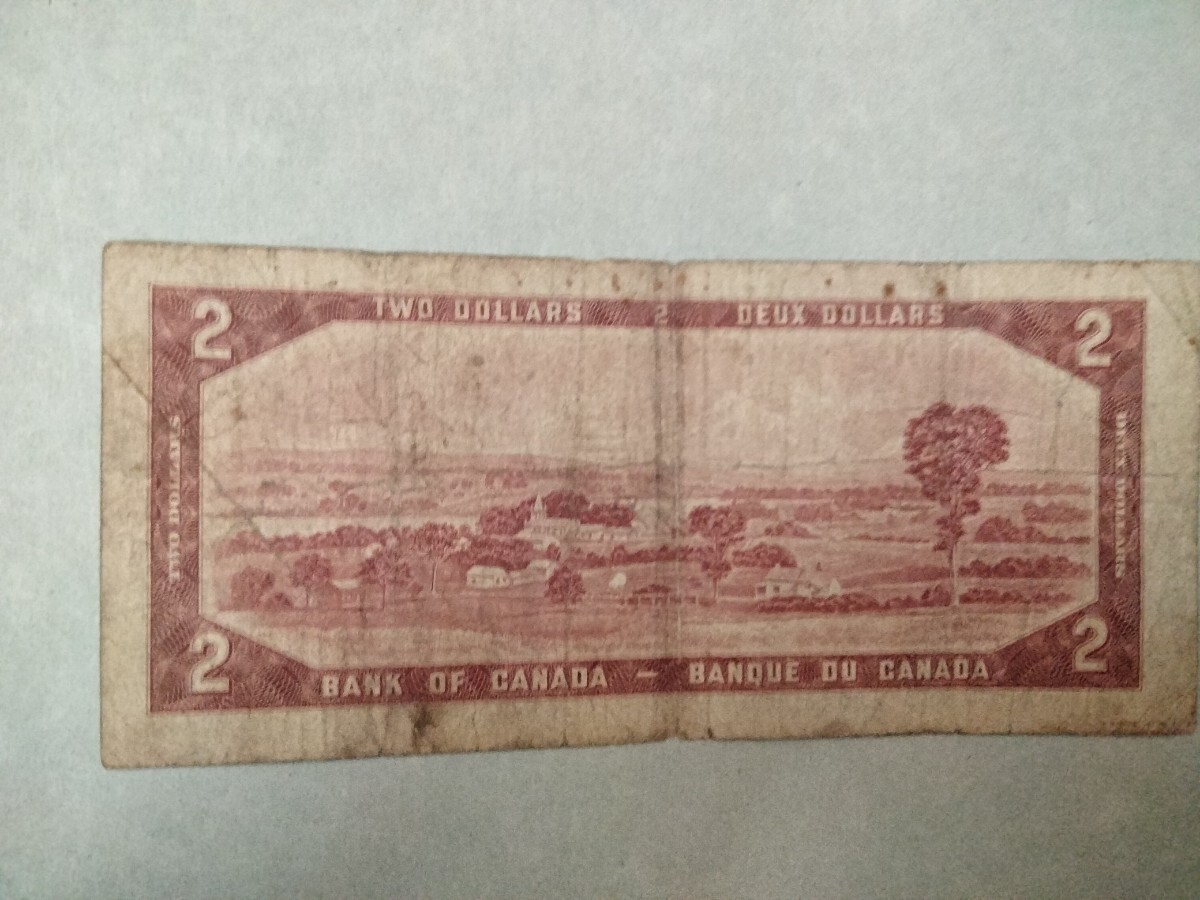 2 TWO DOLLARS 2 DEUX DOLLARS 2
TWO DOLLARS
DEUX DOLLARS
2 BANK OF CANADA — BANQUE DU CANADA 2